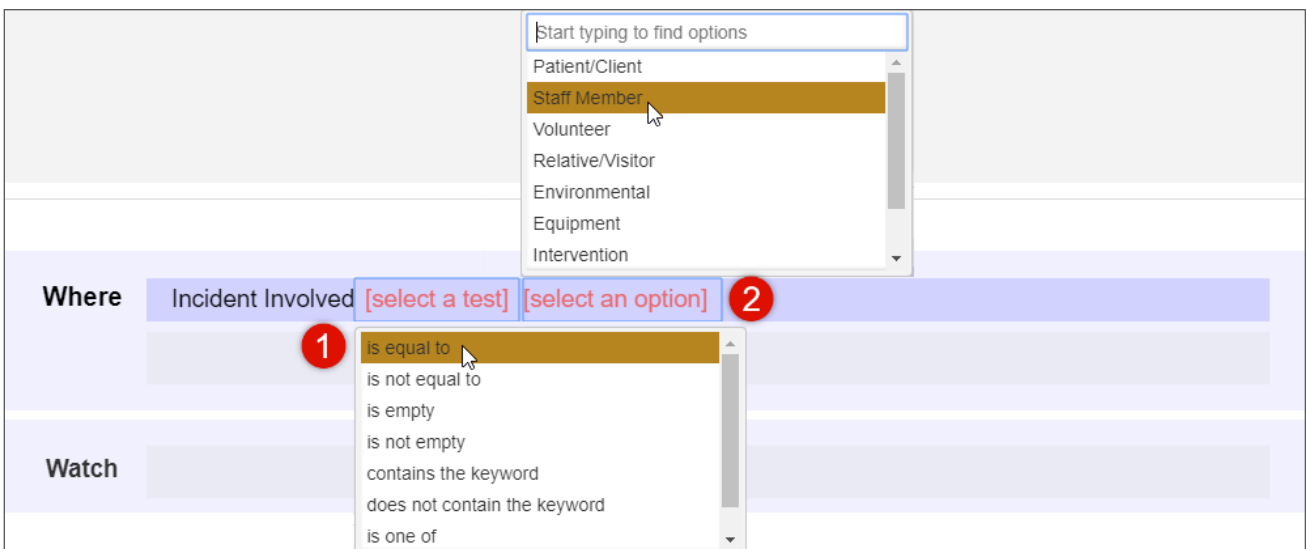 Start typing to find options
Patient/Client
Staff Member
Volunteer
Relative/Visitor
Environmental
Equipment
Intervention
Where Incident Involved [select a test] [select an option] 2
1
is equal to
is not equal to
is empty
is not empty
contains the keyword
Watch
does not contain the keyword
is one of